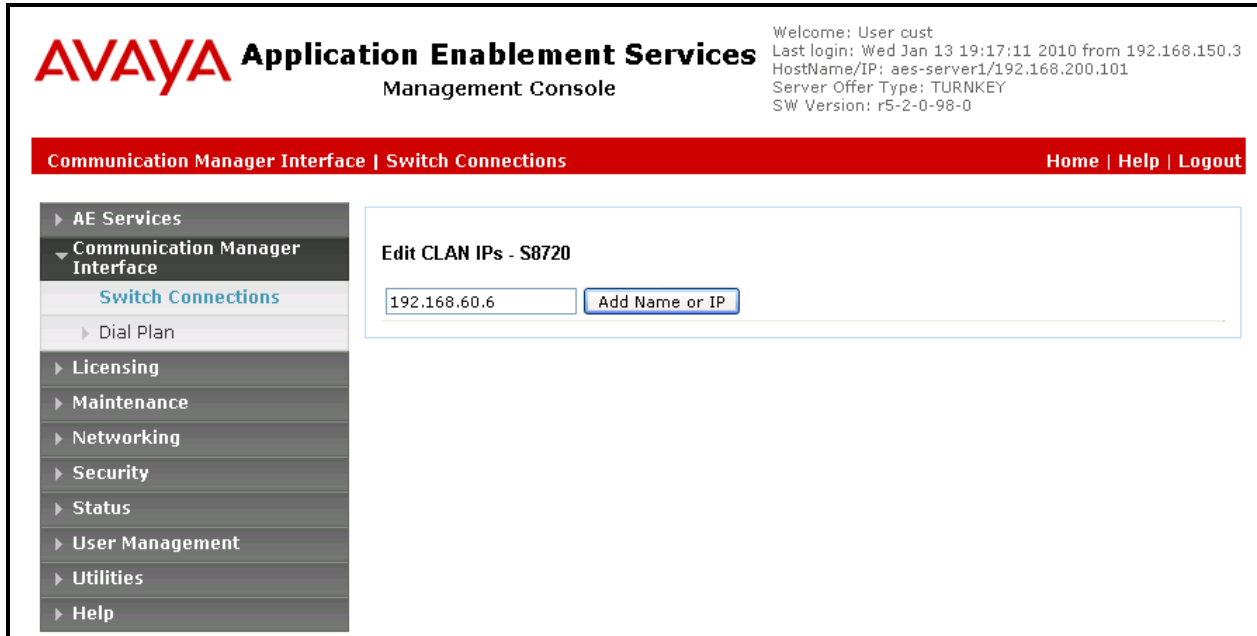 AVAYA Application Enablement Services
Management Console
Welcome: User cust
Last login: Wed Jan 13 19:17:11 2010 from 192.168.150.3
HostName/IP: aes-server1/192.168.200.101
Server Offer Type: TURNKEY
SW Version: r5-2-0-98-0
Communication Manager Interface | Switch Connections
Home | Help | Logout
AE Services
Communication Manager
Interface
Switch Connections
Dial Plan
Licensing
Maintenance
Networking
Security
Status
User Management
Utilities
Help
Edit CLAN IPs - S8720
192.168.60.6
Add Name or IP